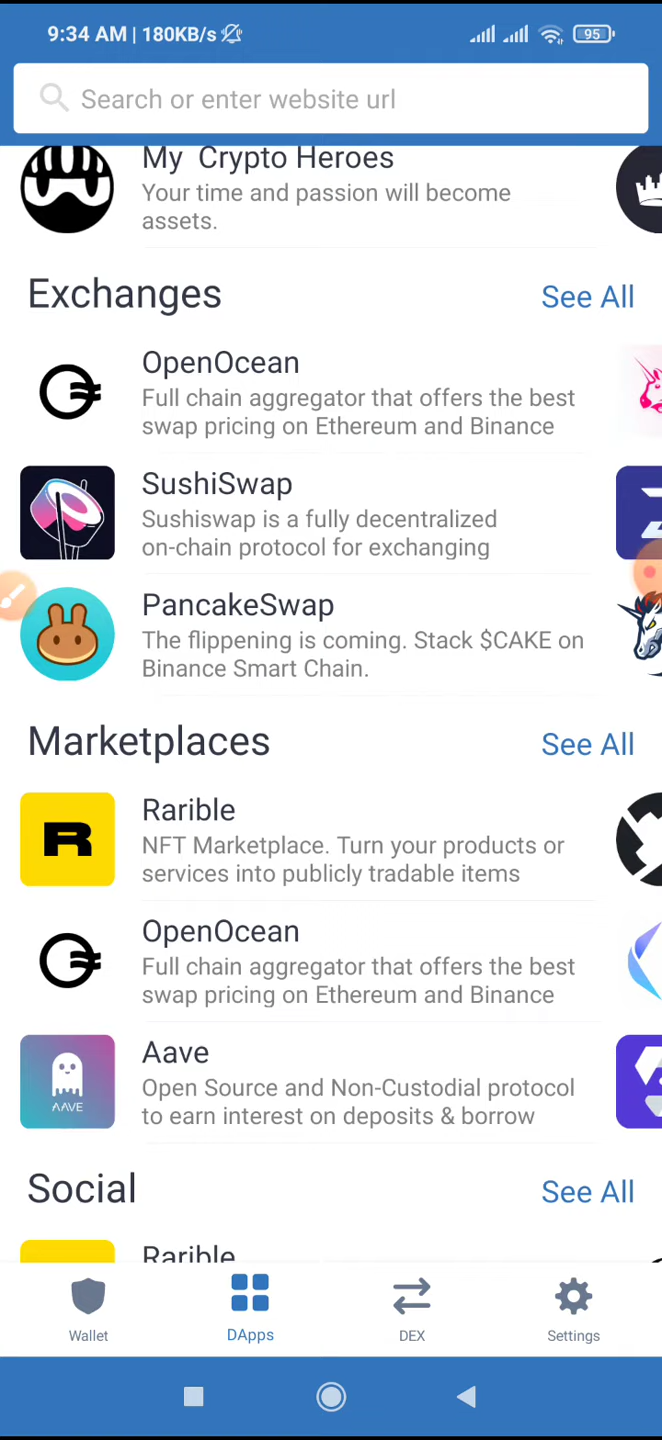 9:34 AM | 180KB/s
95
Search or enter website url
My Crypto Heroes
Your time and passion will become
assets.
Exchanges
See All
OpenOcean
Full chain aggregator that offers the best
swap pricing on Ethereum and Binance
SushiSwap
Sushiswap is a fully decentralized
on-chain protocol for exchanging
PancakeSwap
The flippening is coming. Stack $CAKE on
Binance Smart Chain.
Marketplaces
See All
R
Rarible
NFT Marketplace. Turn your products or
services into publicly tradable items
OpenOcean
Full chain aggregator that offers the best
swap pricing on Ethereum and Binance
AAVE
Aave
Open Source and Non-Custodial protocol
to earn interest on deposits & borrow
Social
See All
Rarible
Wallet
DApps
DEX
Settings